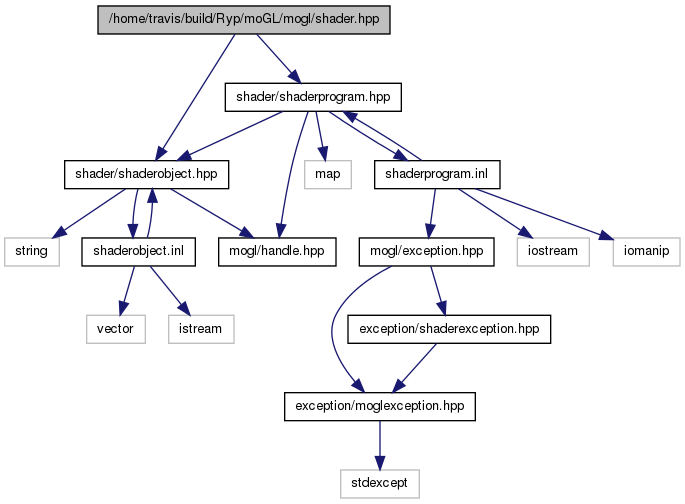 /home/travis/build/Ryp/moGL/mogl/shader.hpp
shader/shaderprogram.hpp
shader/shaderobject.hpp
map
shaderprogram.inl
string
shaderobject.inl
mogl/handle.hpp
mogl/exception.hpp
iostream
iomanip
vector
istream
exception/shaderexception.hpp
exception/moglexception.hpp
stdexcept